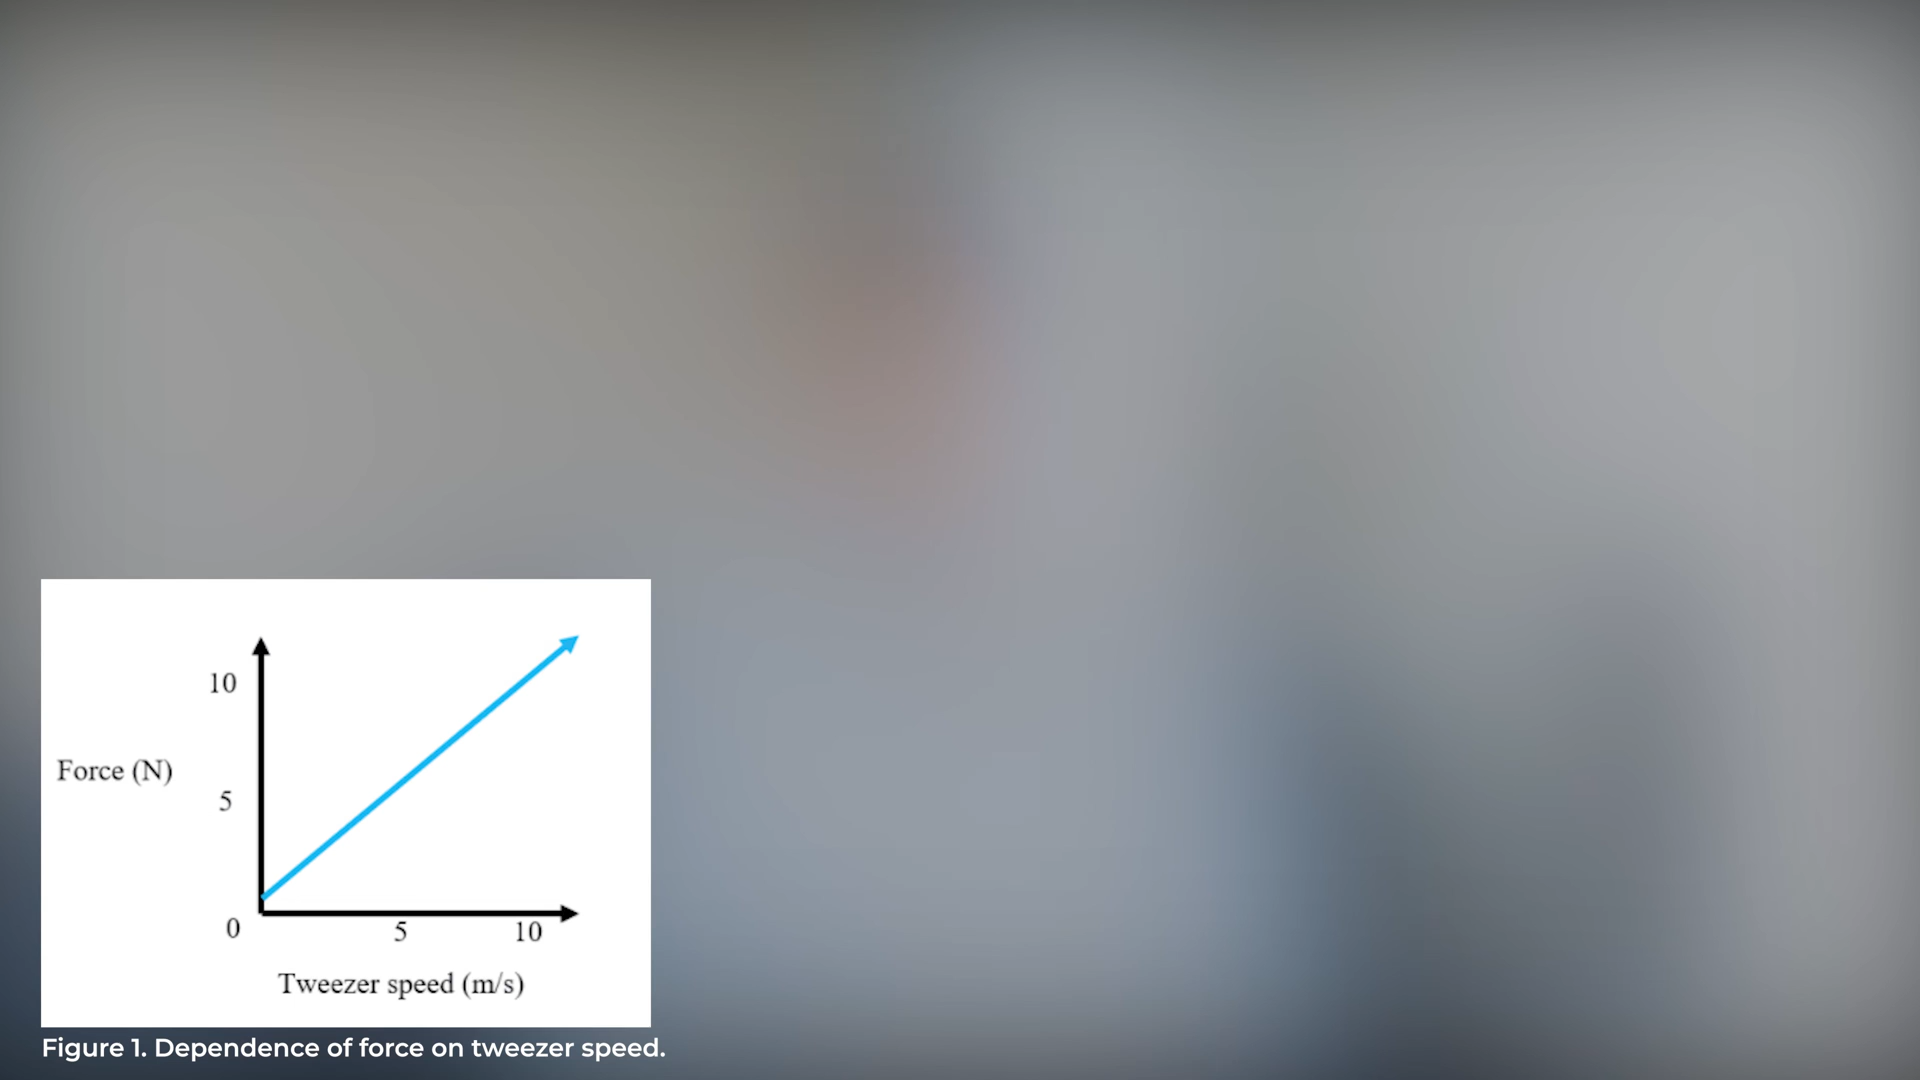 10
Force (N)
5
0
5 10
Tweezer speed (m/s)
Figure 1. Dependence of force on tweezer speed.